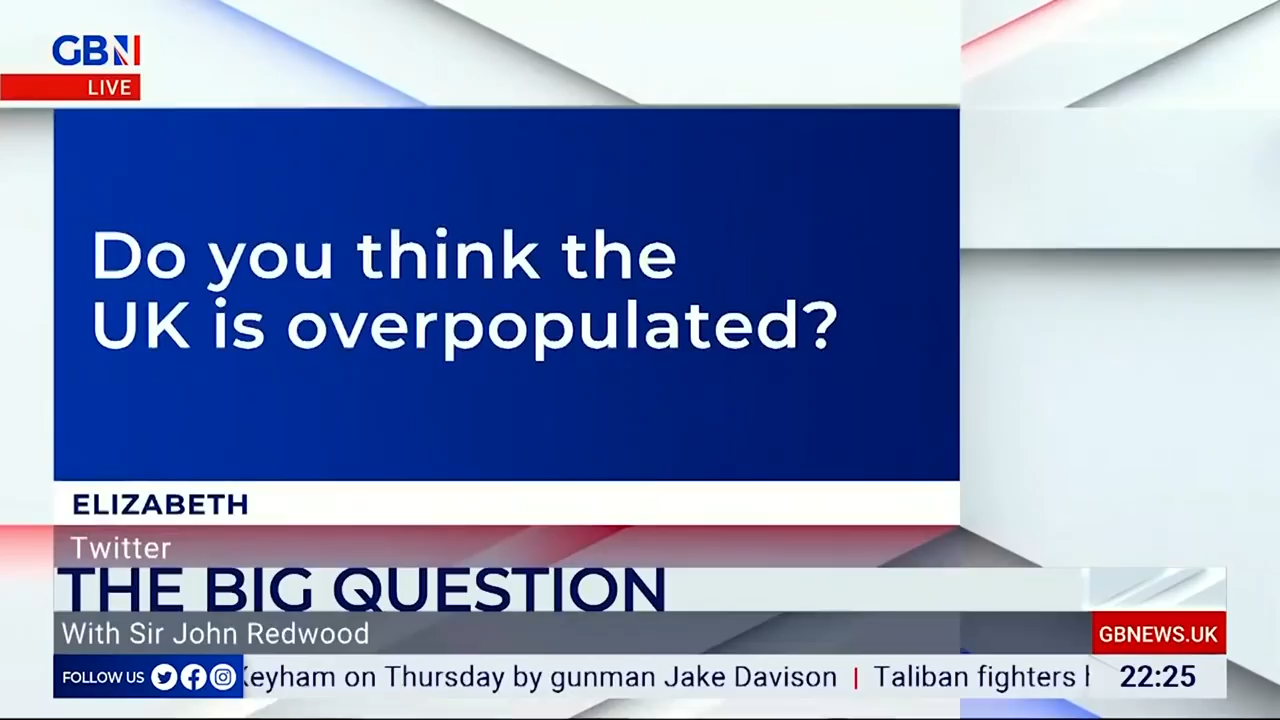 GBN
LIVE
Do you think the
UK is overpopulated?
ELIZABETH
Twitter
THE BIG QUESTION
With Sir John Redwood
GBNEWS.UK
FOLLOW US
Keyham on Thursday by gunman Jake Davison | Taliban fighters
22:25